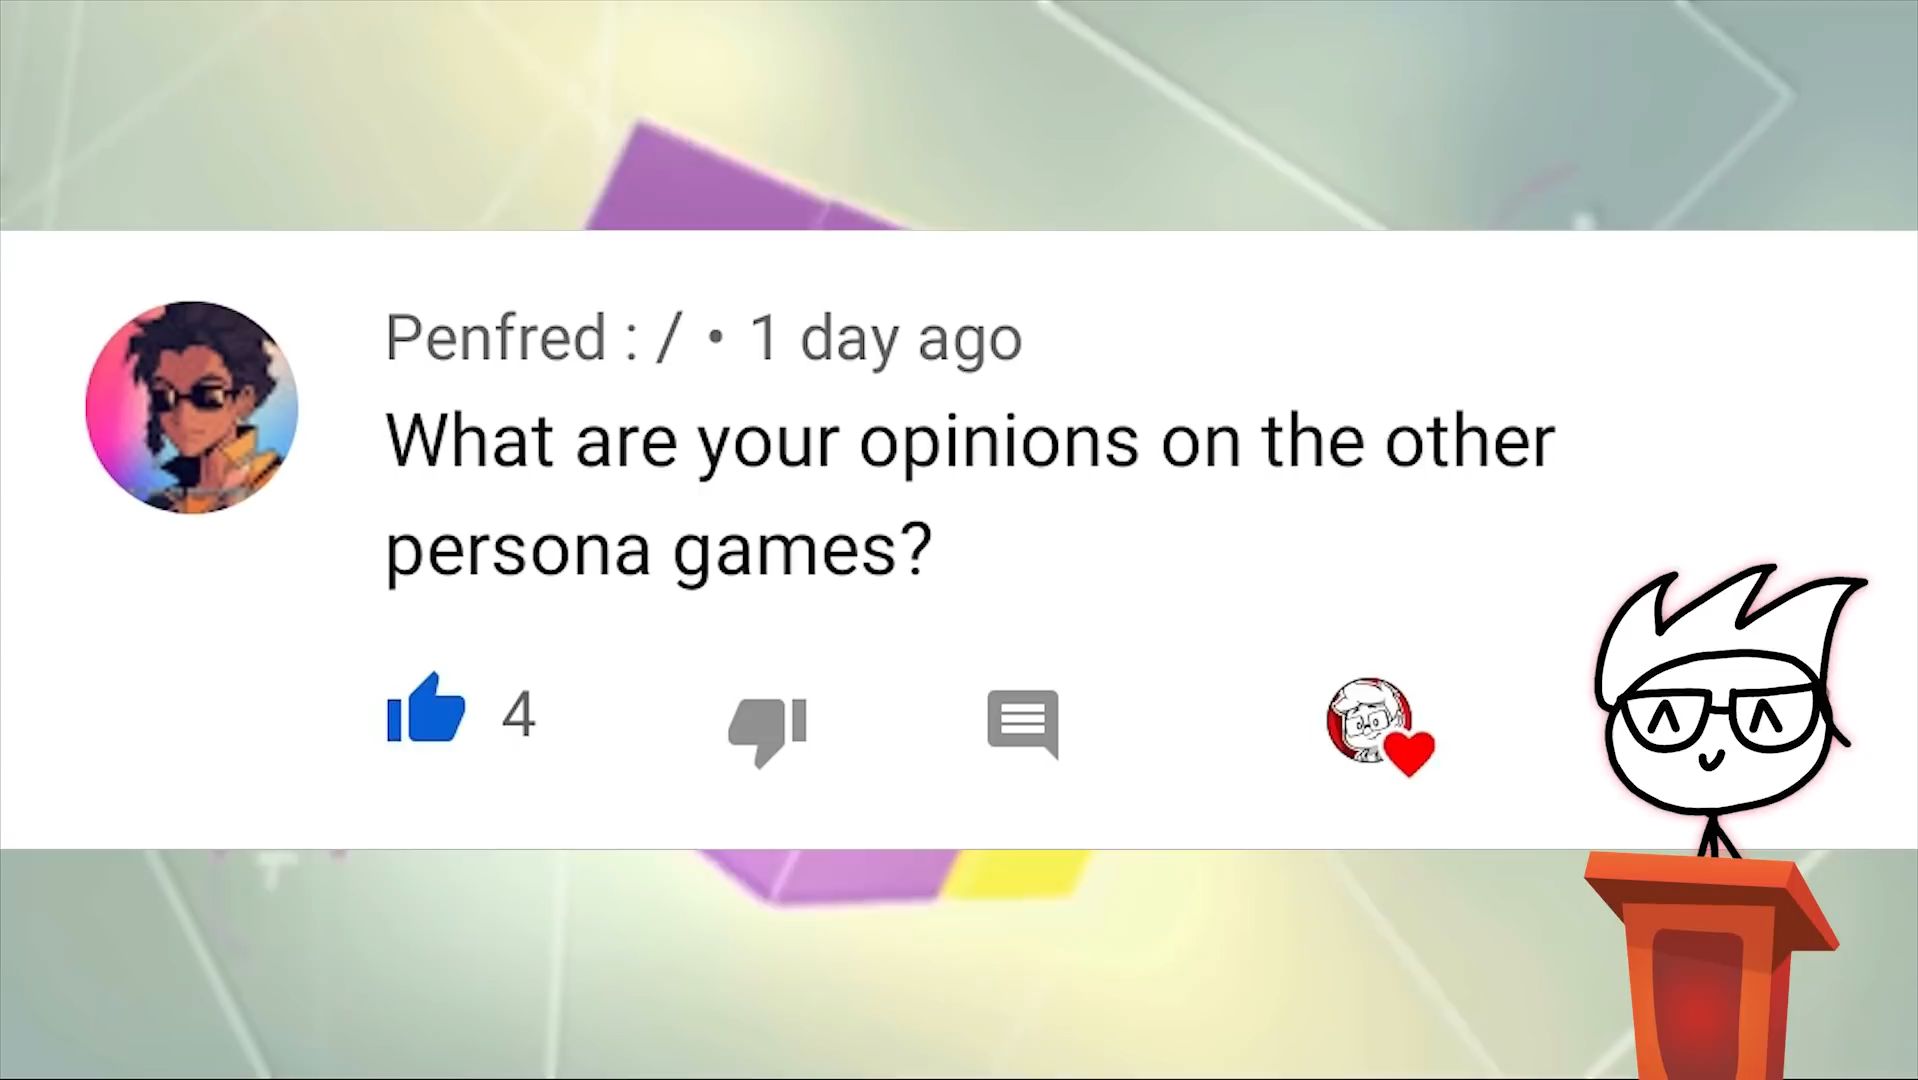 Penfred : / • 1 day ago
What are your opinions on the other
persona games?
4